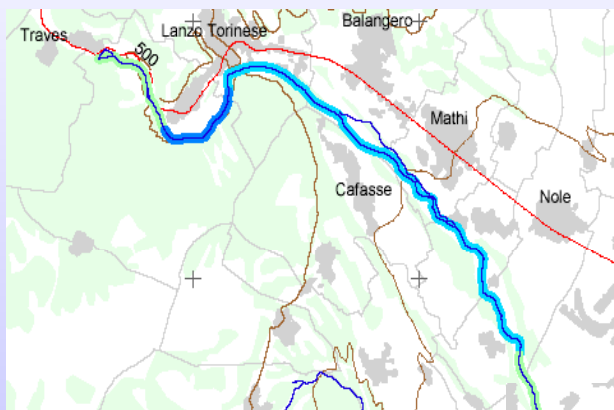 Balangero
Lanzo Torinese
Traves
500
Mathi
Cafasse
Nole